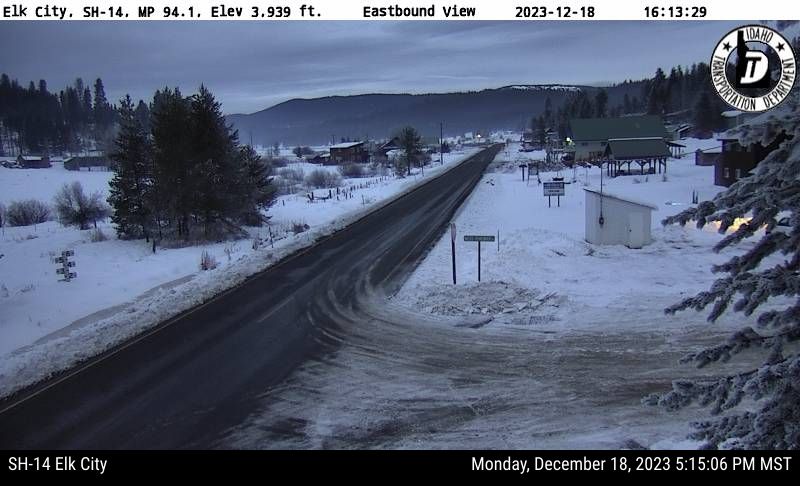 Elk City, SH-14, MP 94.1, Elev 3,939 ft. Eastbound View 2023-12-18 16:13:29
IDAHO
TRANSPORTATION DEPARTMENT
SH-14 Elk City Monday, December 18, 2023 5:15:06 PM MST